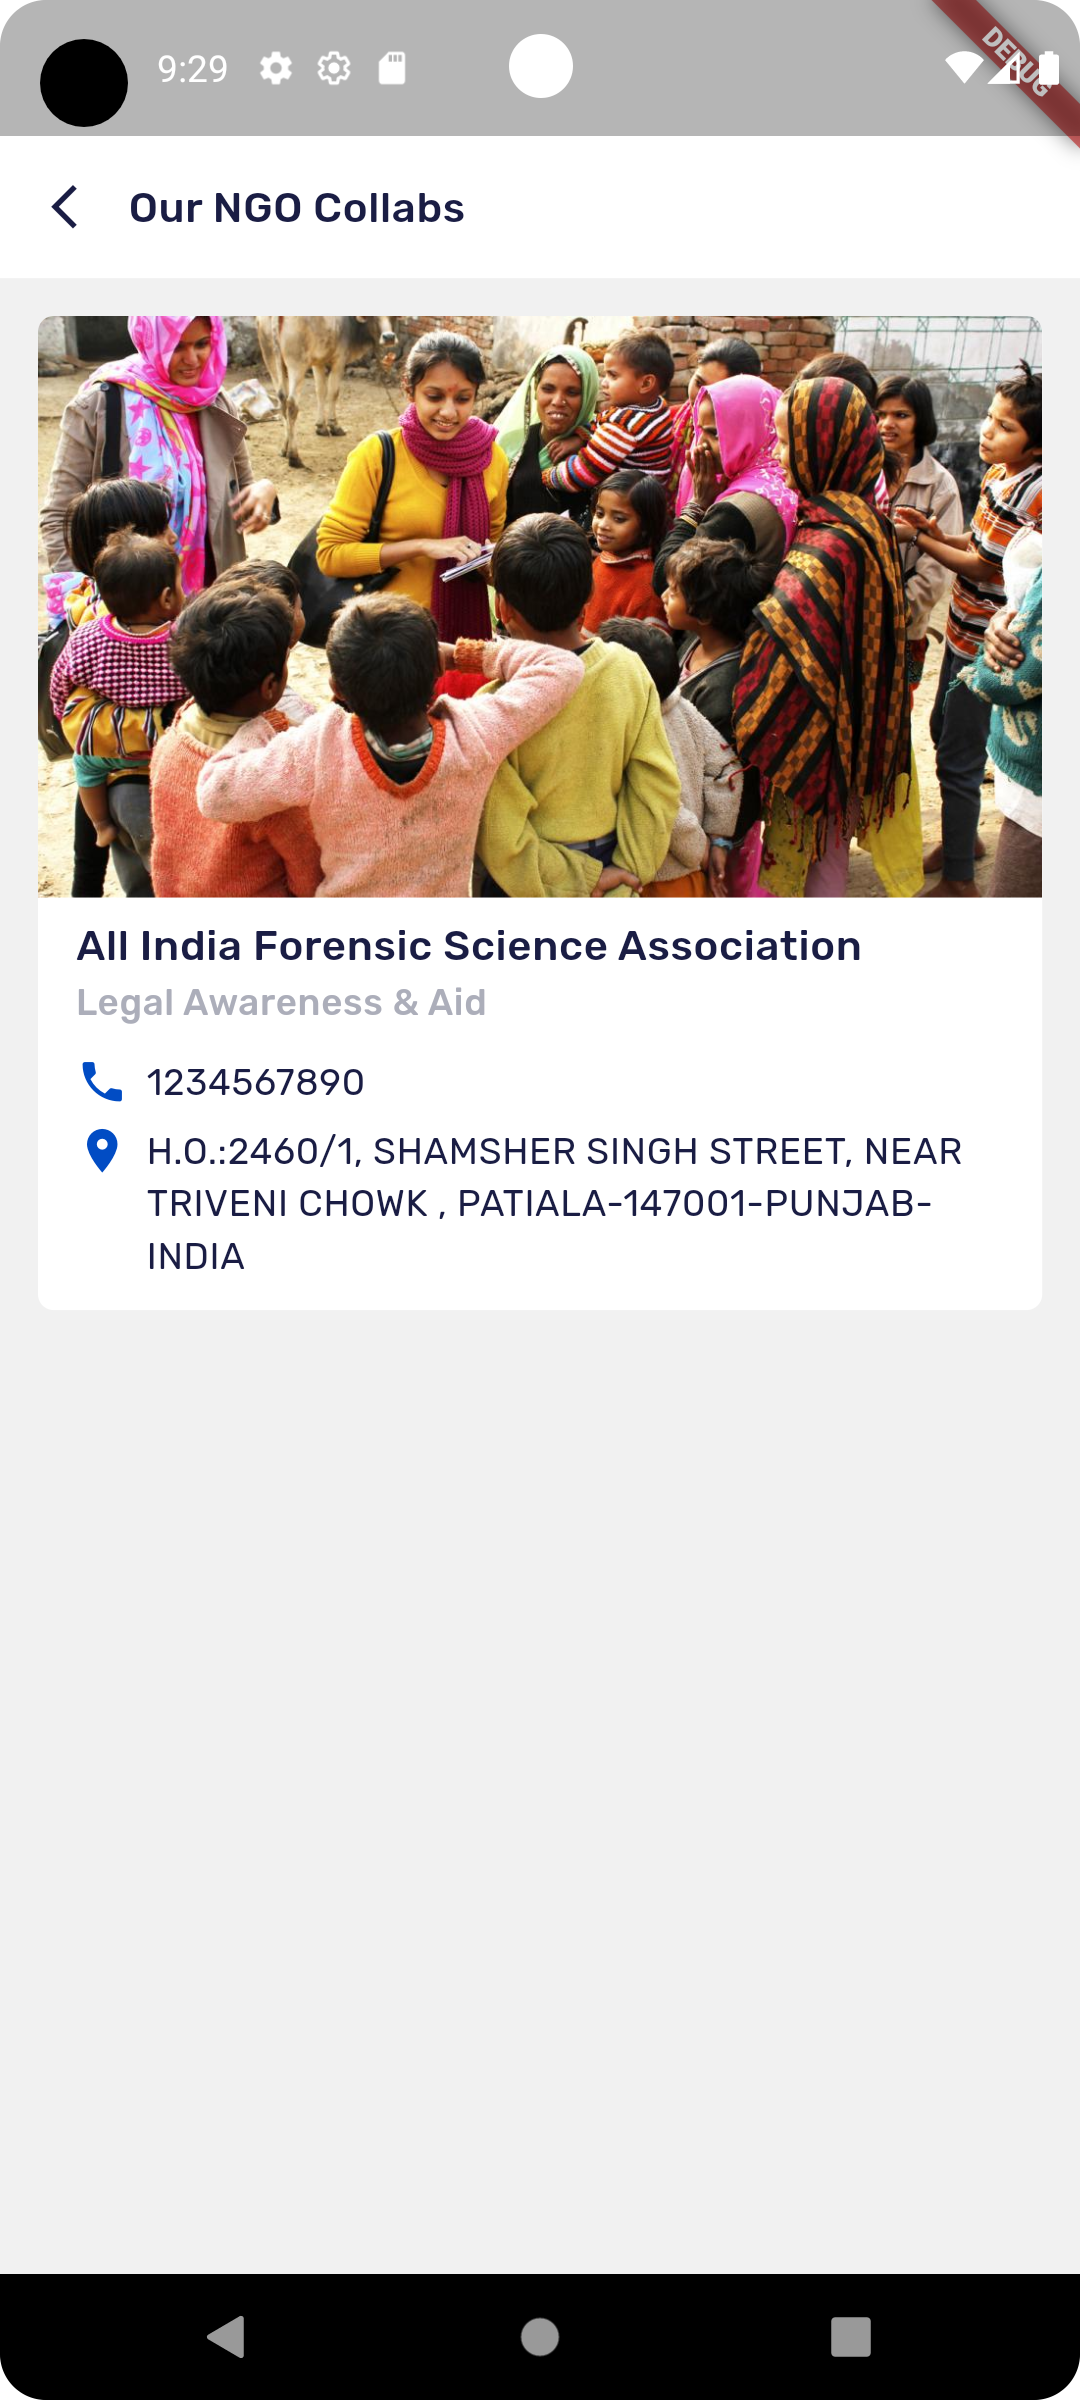 9:29
DEBUG
Our NGO Collabs
All India Forensic Science Association
Legal Awareness & Aid
1234567890
H.O.:2460/1, SHAMSHER SINGH STREET, NEAR
TRIVENI CHOWK , PATIALA-147001-PUNJAB-
INDIA